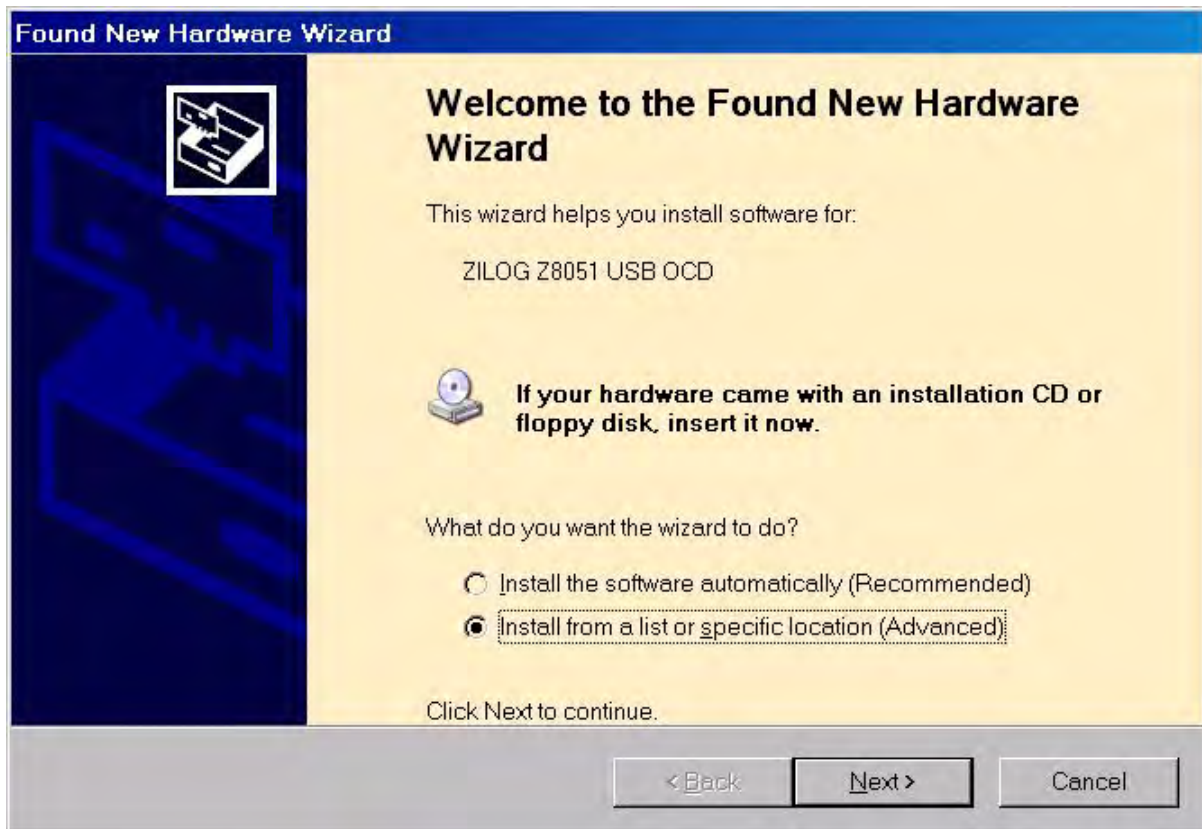 Found New Hardware Wizard
Welcome to the Found New Hardware
Wizard
This wizard helps you install software for:
ZILOG Z8051 USB OCD
If your hardware came with an installation CD or
floppy disk, insert it now.
What do you want the wizard to do?
Install the software automatically (Recommended)
Install from a list or specific location (Advanced)
Click Next to continue.
< Back
Next >
Cancel